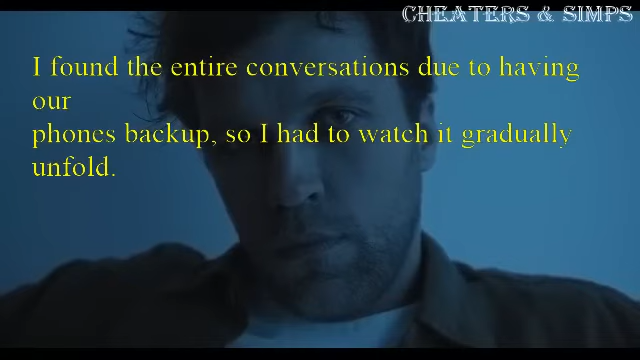 CHEATERS & SIMPS
I found the entire conversations due to having
our
phones backup, so I had to watch it gradually
unfold.